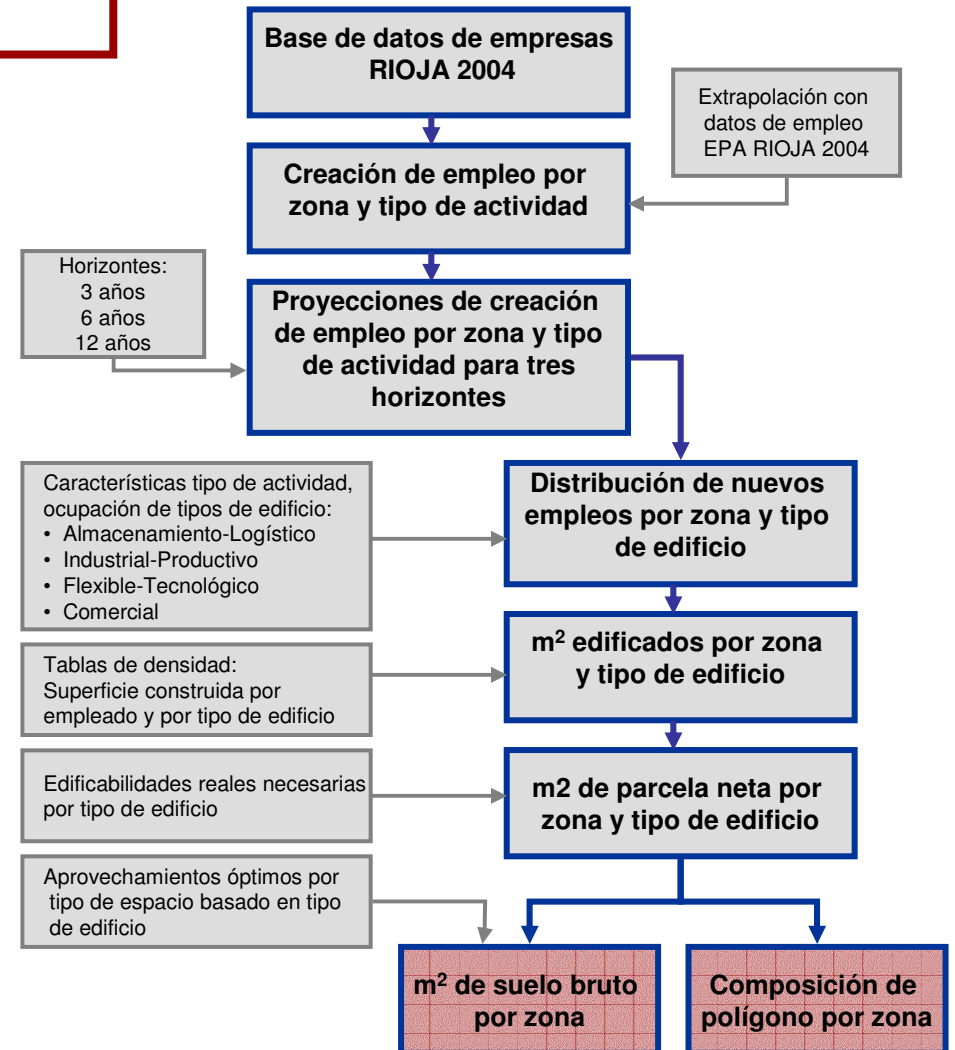 Base de datos de empresas
RIOJA 2004
Extrapolación con
datos de empleo
EPA RIOJA 2004
Creación de empleo por
zona y tipo de actividad
Horizontes:
3 años
6 años
12 años
Proyecciones de creación
de empleo por zona y tipo
de actividad para tres
horizontes
Características tipo de actividad,
ocupación de tipos de edificio:
• Almacenamiento-Logístico
• Industrial-Productivo
• Flexible-Tecnológico
• Comercial
Distribución de nuevos
empleos por zona y tipo
de edificio
Tablas de densidad:
Superficie construida por
empleado y por tipo de edificio
m² edificados por zona
y tipo de edificio
Edificabilidades reales necesarias
por tipo de edificio
m2 de parcela neta por
zona y tipo de edificio
Aprovechamientos óptimos por
tipo de espacio basado en tipo
de edificio
m² de suelo bruto
por zona
Composición de
polígono por zona